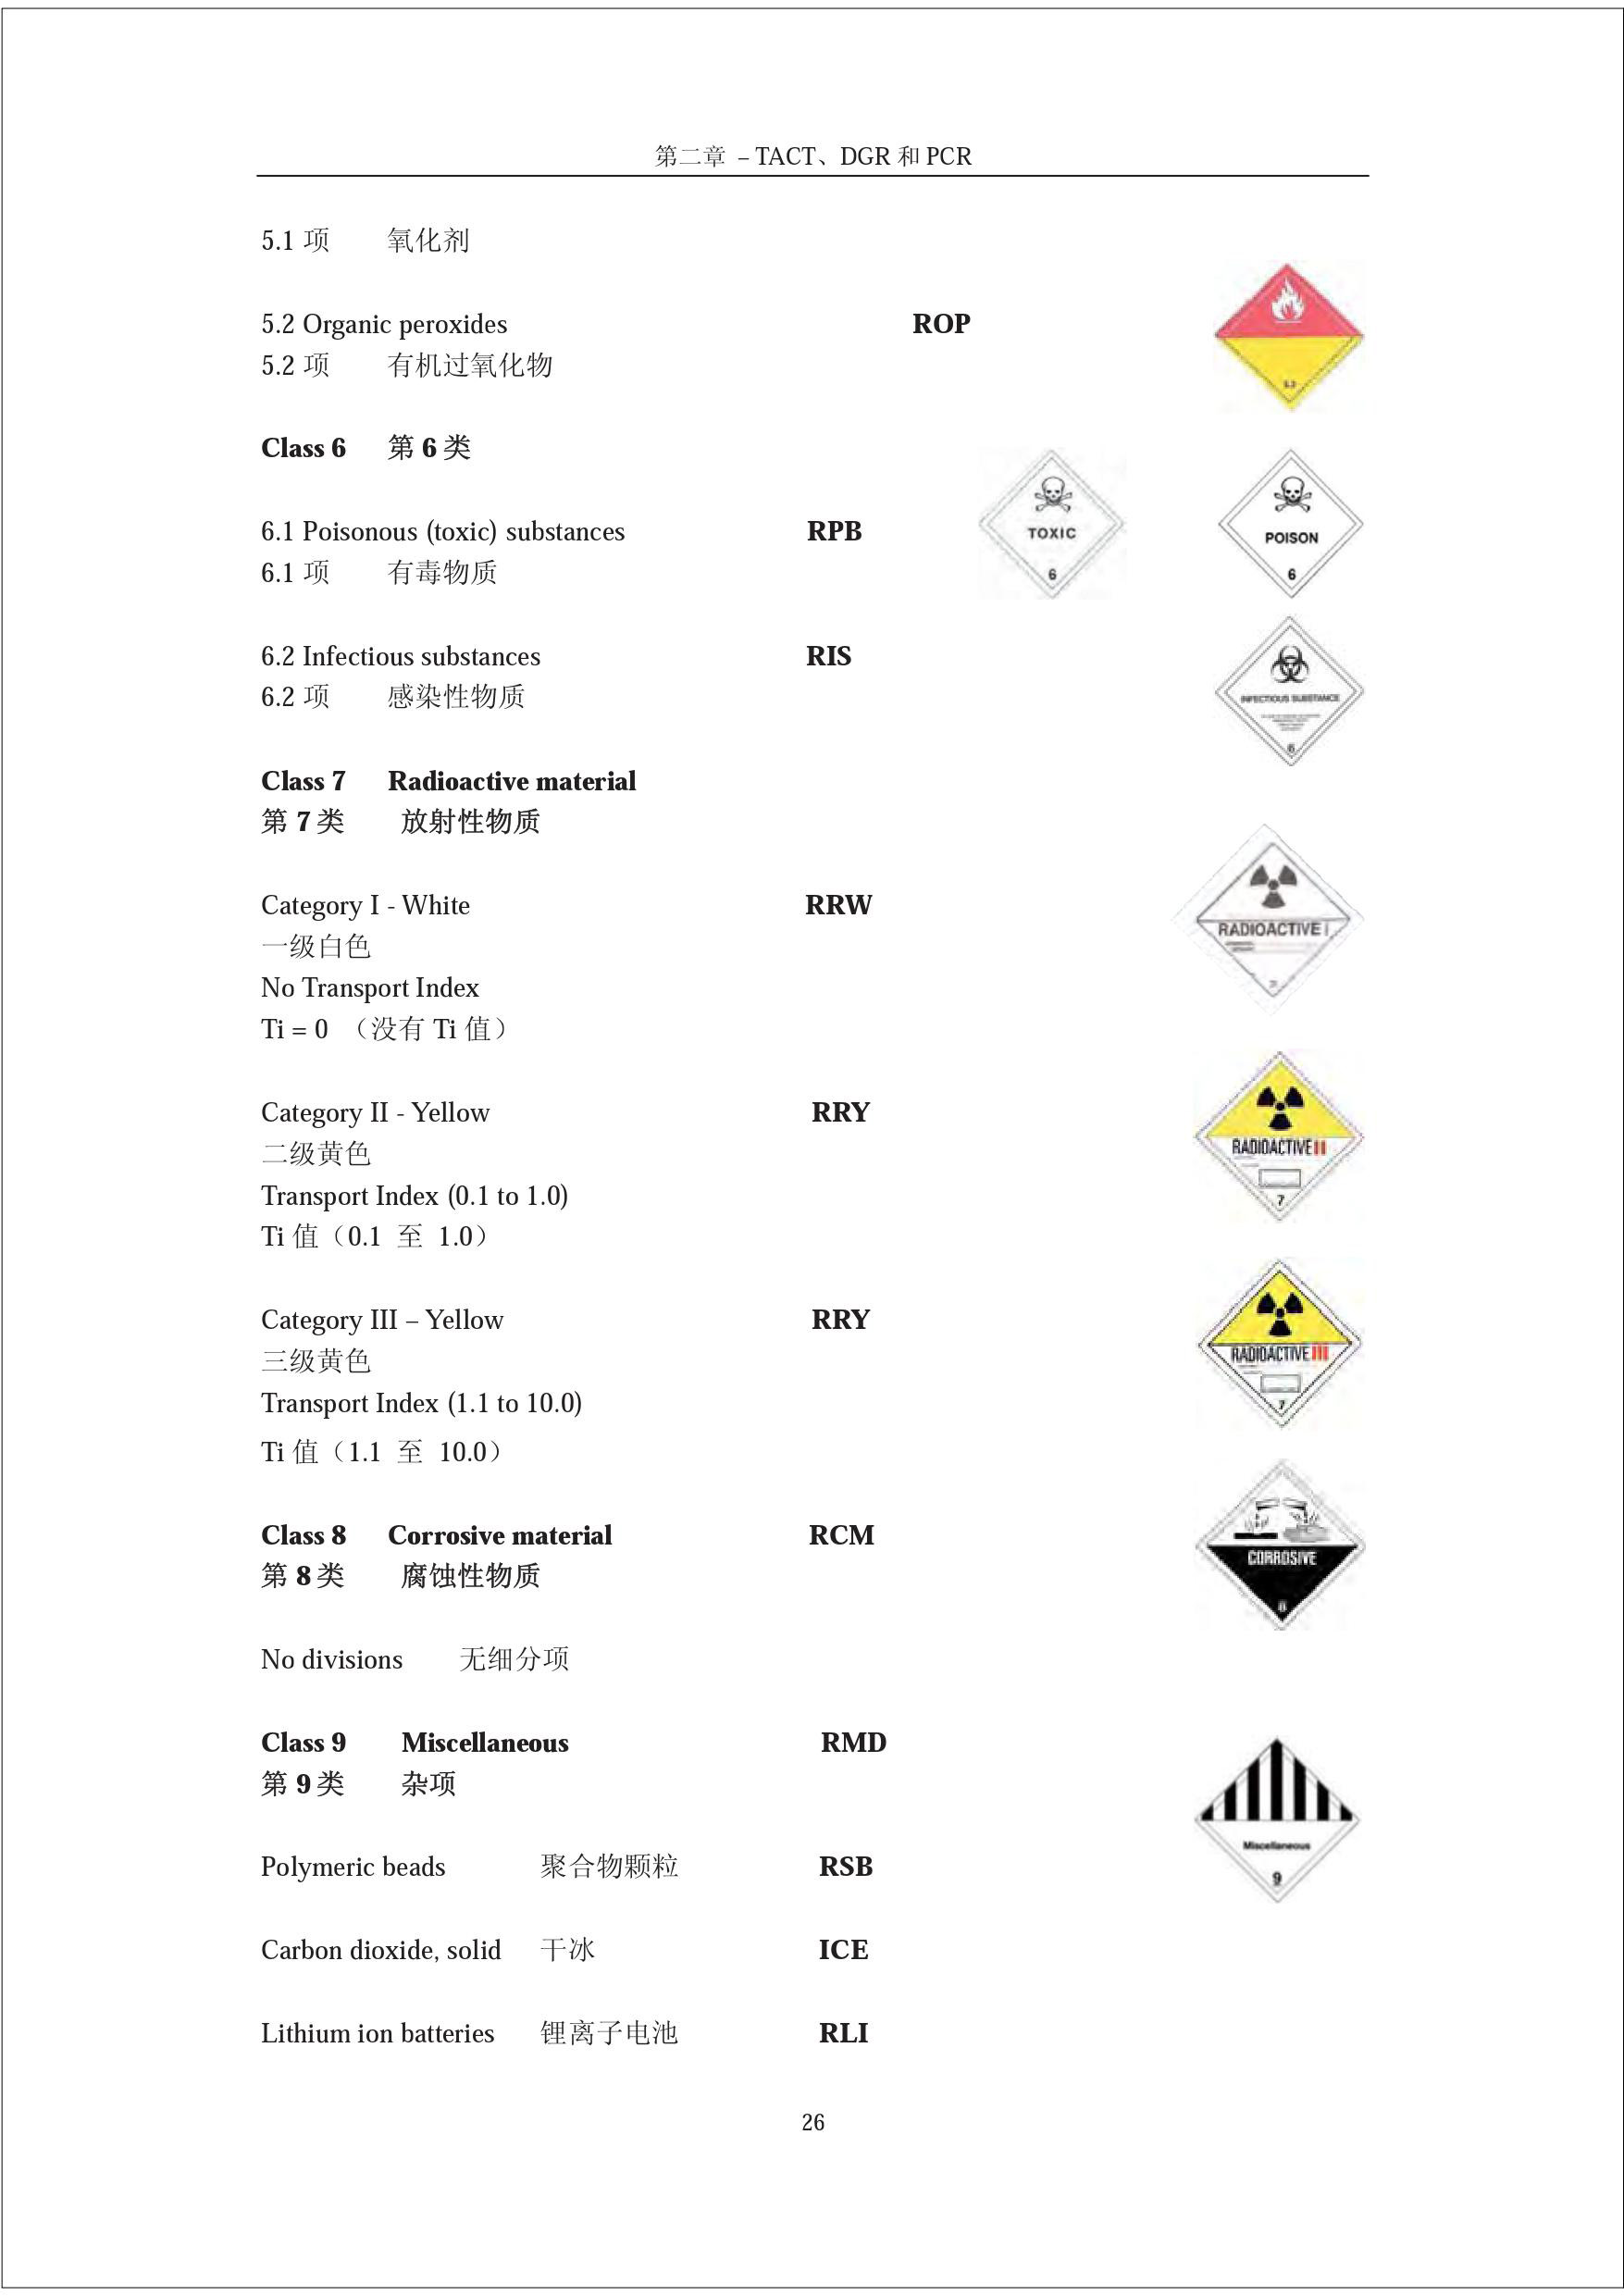 第二章 – TACT、DGR 和 PCR
5.1 项 氧化剂
5.2 Organic peroxides ROP
5.2 项 有机过氧化物
Class 6 第 6 类
6.1 Poisonous (toxic) substances RPB
6.1 项 有毒物质
TOXIC
6
POISON
6
6.2 Infectious substances RIS
6.2 项 感染性物质
INFECTIOUS SUBSTANCE
6
Class 7 Radioactive material
第 7 类 放射性物质
Category I - White RRW
一级白色
No Transport Index
Ti = 0 （没有 Ti 值）
RADIOACTIVE I
Category II - Yellow RRY
二级黄色
Transport Index (0.1 to 1.0)
Ti 值（0.1 至 1.0）
RADIOACTIVE II
7
Category III – Yellow RRY
三级黄色
Transport Index (1.1 to 10.0)
Ti 值（1.1 至 10.0）
RADIOACTIVE III
7
Class 8 Corrosive material RCM
第 8 类 腐蚀性物质
CORROSIVE
8
No divisions 无细分项
Class 9 Miscellaneous RMD
第 9 类 杂项
Miscellaneous
9
Polymeric beads 聚合物颗粒 RSB
Carbon dioxide, solid 干冰 ICE
Lithium ion batteries 锂离子电池 RLI
26